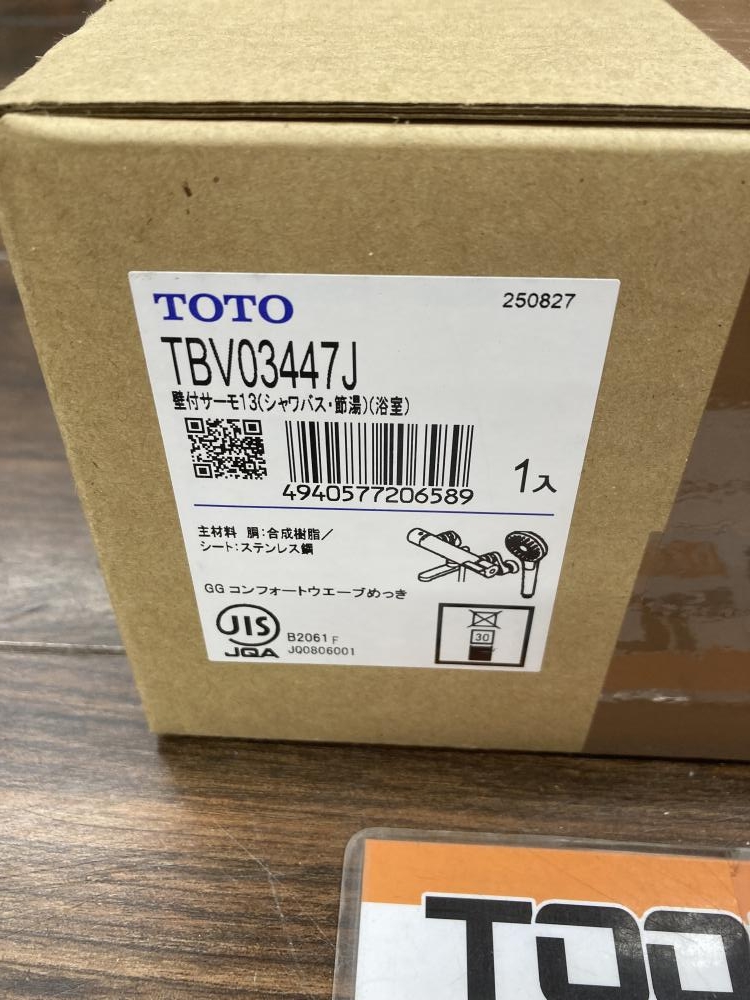 TOTO
250827
TBV03447J
壁付サーモ13(シャワバス・節湯)(浴室)
4940577206589
1入
主材料 胴:合成樹脂/
シート:ステンレス鋼
GG コンフォートウエーブめっき
JIS
JQA
B2061 F
JQ0806001
30
TOO